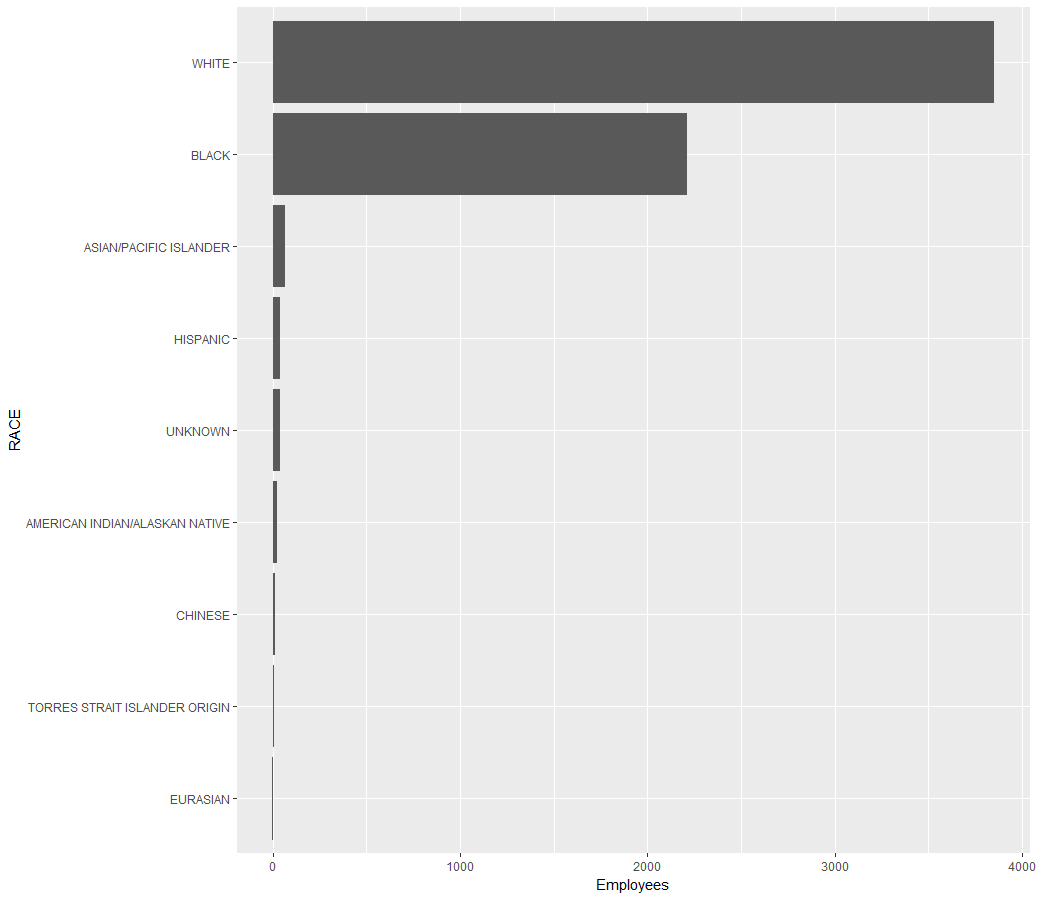 WHITE
BLACK
ASIAN/PACIFIC ISLANDER
HISPANIC
UNKNOWN
AMERICAN INDIAN/ALASKAN NATIVE
CHINESE
TORRES STRAIT ISLANDER ORIGIN
EURASIAN
RACE
0 1000 2000 3000 4000
Employees